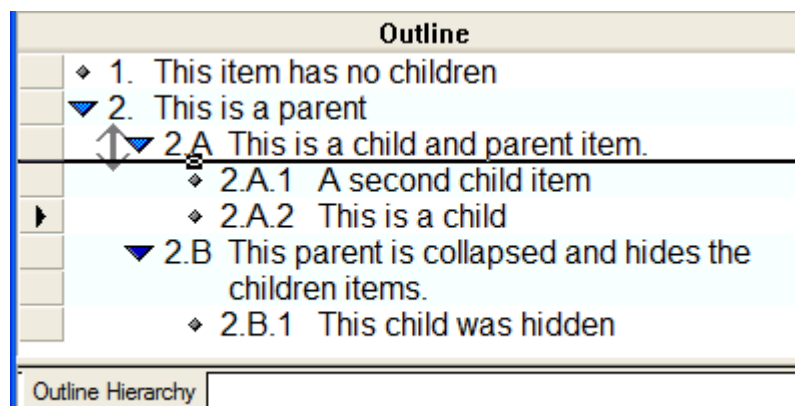 Outline
1. This item has no children
2. This is a parent
2.A This is a child and parent item.
2.A.1 A second child item
2.A.2 This is a child
2.B This parent is collapsed and hides the
children items.
2.B.1 This child was hidden
Outline Hierarchy